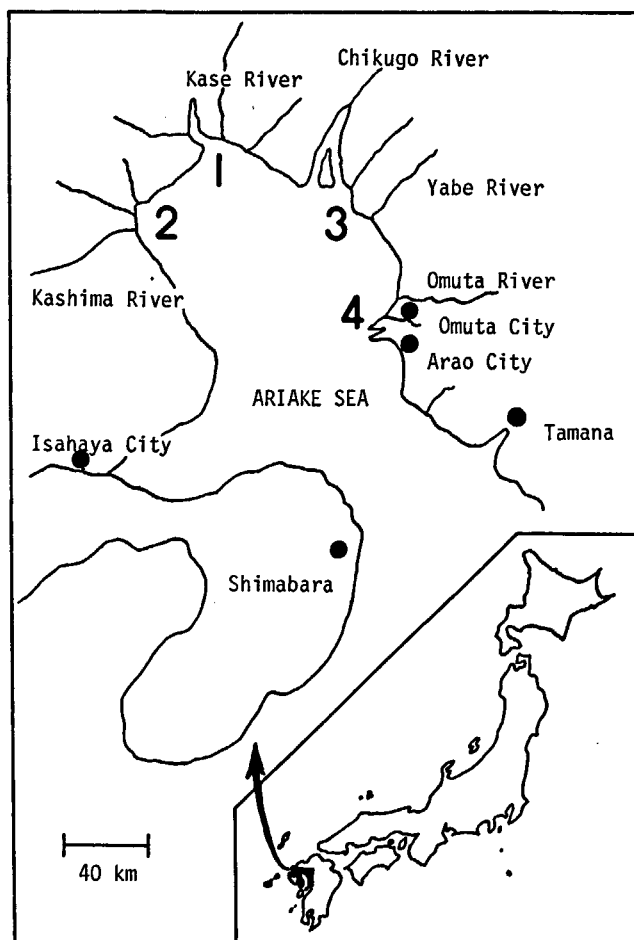 Kase River
Chikugo River
1
Yabe River
2
3
Kashima River
Omuta River
4
Omuta City
Arao City
ARIAKE SEA
Isahaya City
Tamana
Shimabara
40 km